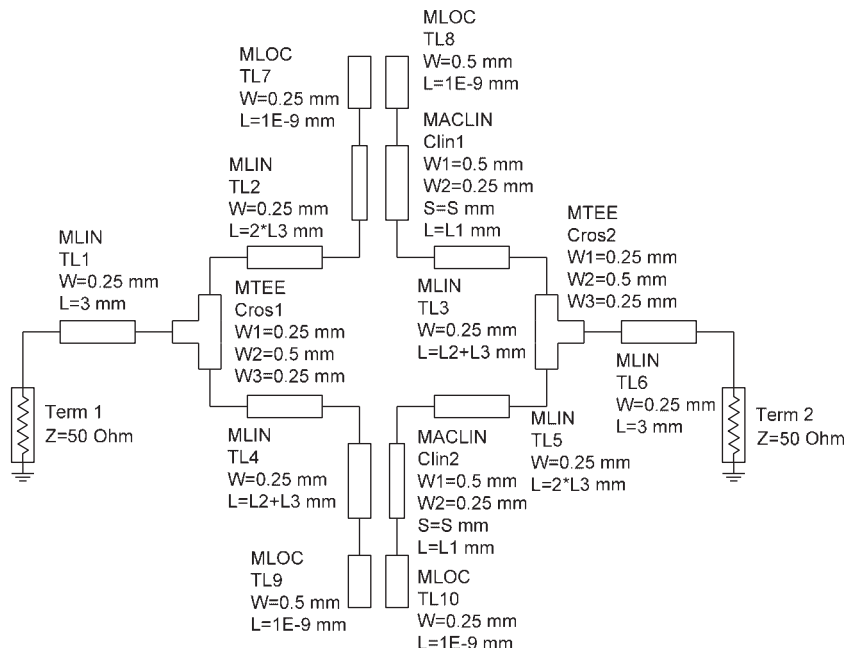 MLOC
TL7
W=0.25 mm
L=1E-9 mm
MLOC
TL8
W=0.5 mm
L=1E-9 mm
MLIN
TL2
W=0.25 mm
L=2*L3 mm
MACLIN
Clin1
W1=0.5 mm
W2=0.25 mm
S=S mm
L=L1 mm
MLIN
TL1
W=0.25 mm
L=3 mm
MTEE
Cros1
W1=0.25 mm
W2=0.5 mm
W3=0.25 mm
MLIN
TL3
W=0.25 mm
L=L2+L3 mm
MTEE
Cros2
W1=0.25 mm
W2=0.5 mm
W3=0.25 mm
MLIN
TL6
W=0.25 mm
L=3 mm
Term 1
Z=50 Ohm
Term 2
Z=50 Ohm
MLIN
TL4
W=0.25 mm
L=L2+L3 mm
MACLIN
Clin2
W1=0.5 mm
W2=0.25 mm
S=S mm
L=L1 mm
MLIN
TL5
W=0.25 mm
L=2*L3 mm
MLOC
TL9
W=0.5 mm
L=1E-9 mm
MLOC
TL10
W=0.25 mm
L=1E-9 mm